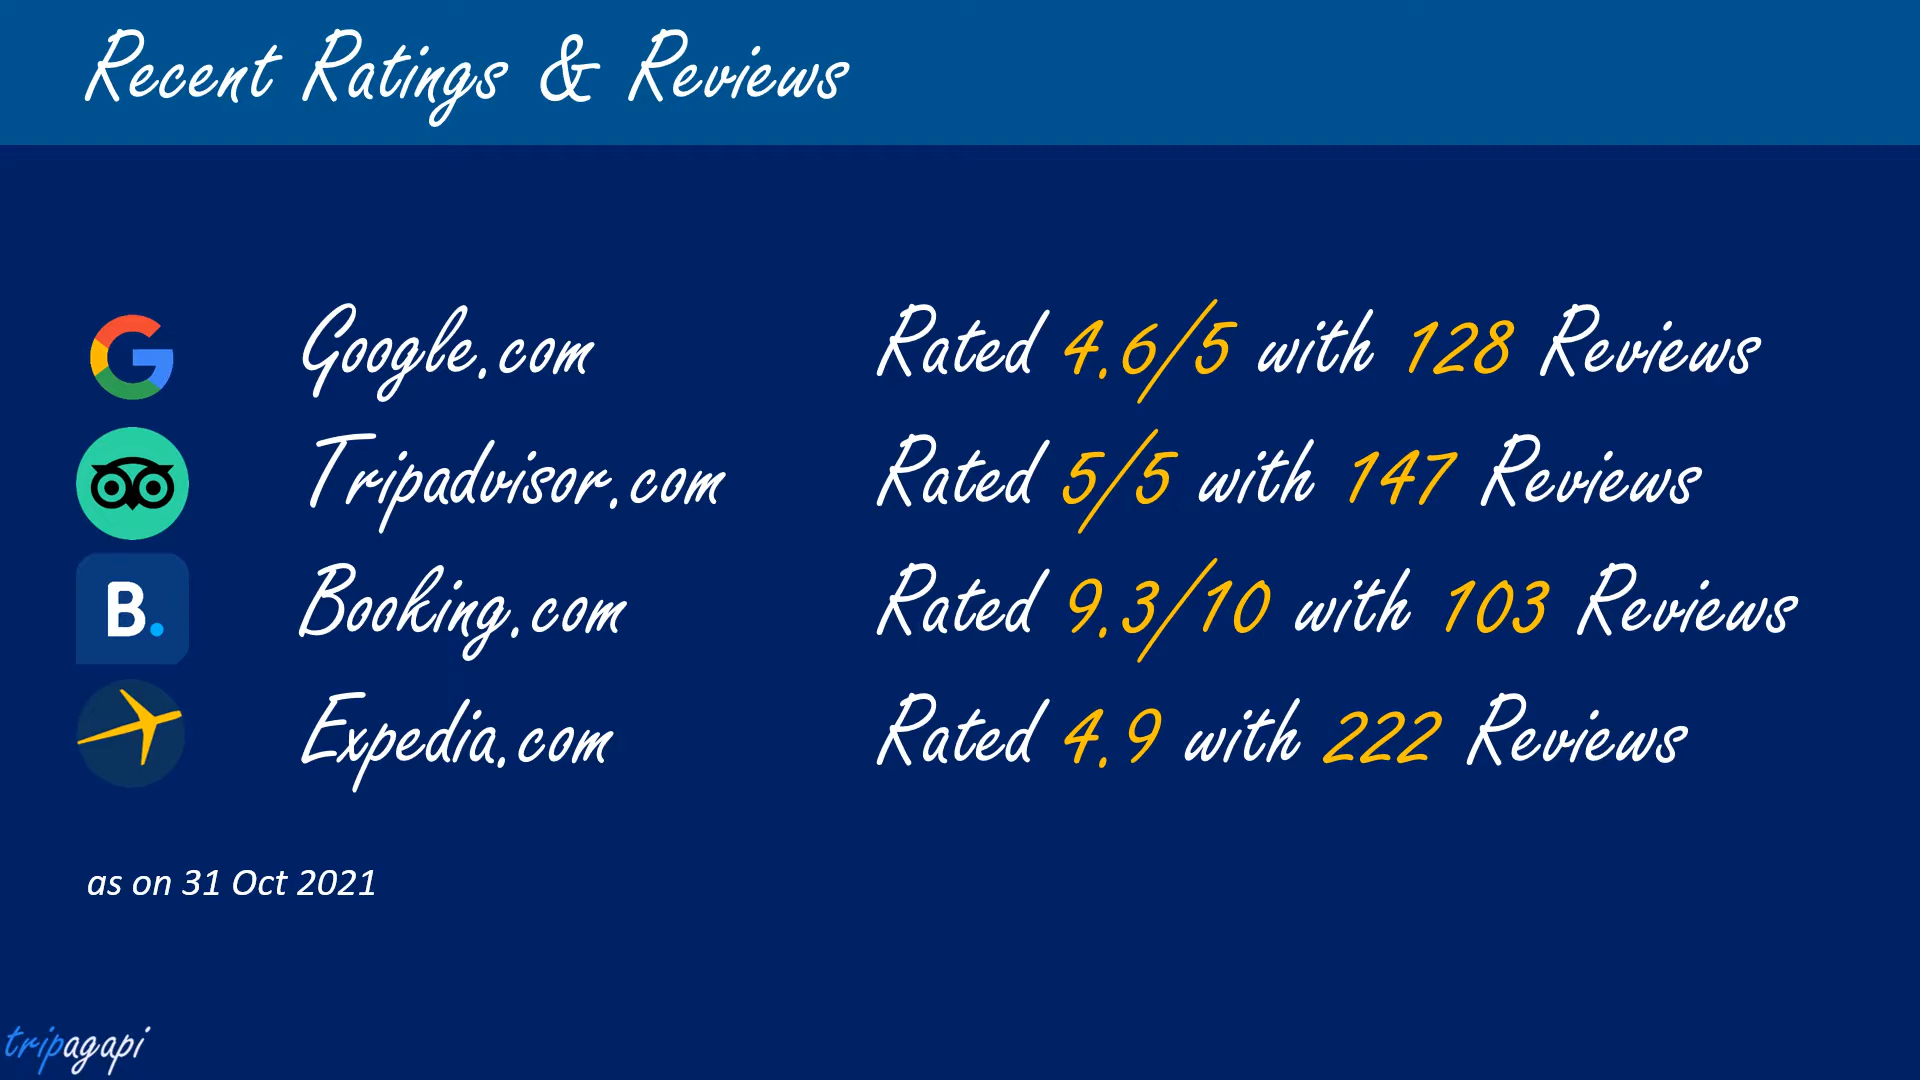 Recent Ratings & Reviews
Google.com Rated 4.6/5 with 128 Reviews
Tripadvisor.com Rated 5/5 with 147 Reviews
B. Booking.com Rated 9.3/10 with 103 Reviews
Expedia.com Rated 4.9 with 222 Reviews
as on 31 Oct 2021
tripagapi